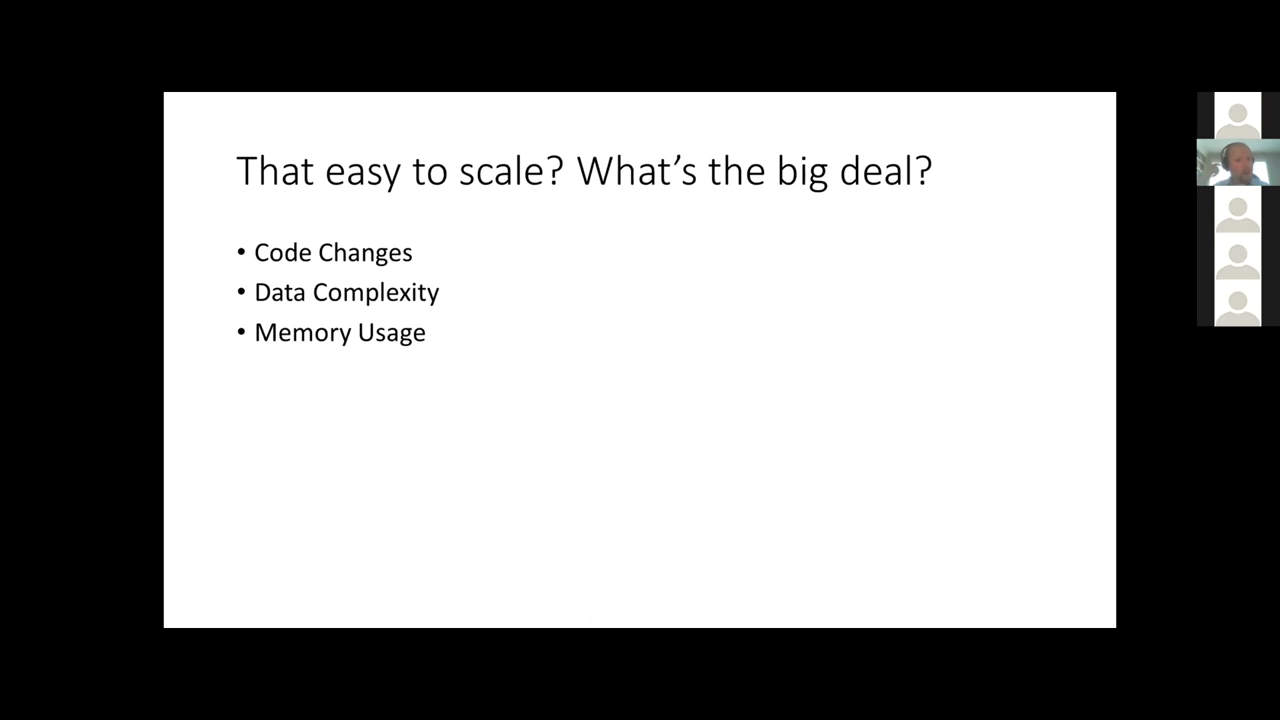 That easy to scale? What’s the big deal?
• Code Changes
• Data Complexity
• Memory Usage